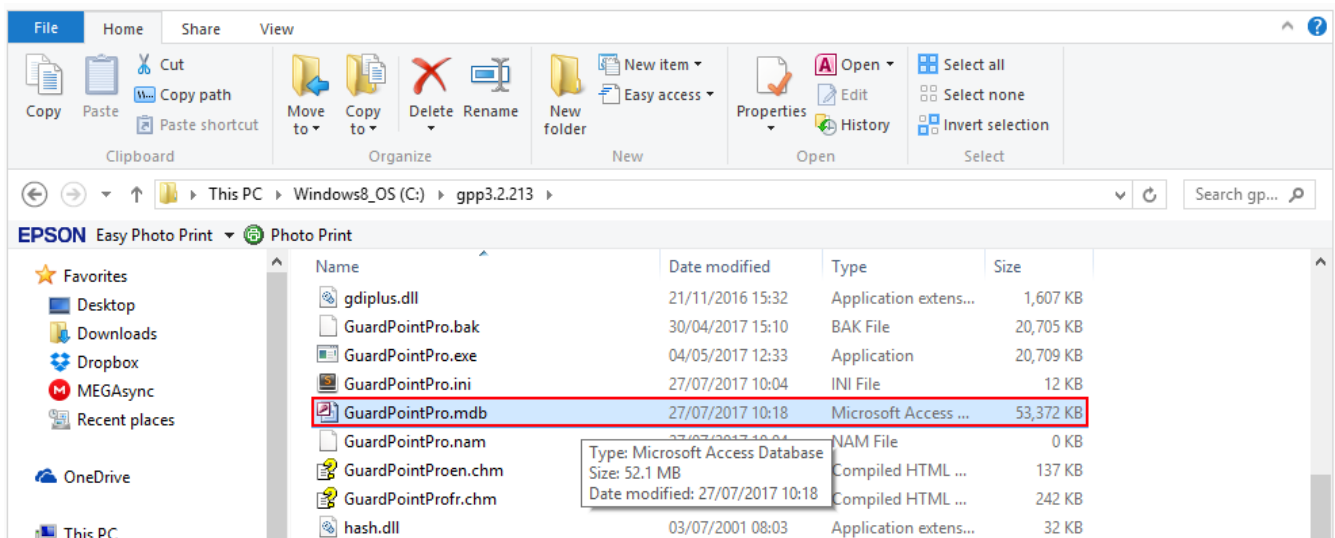 File Home Share View
Copy
Paste
Cut
Copy path
Paste shortcut
Clipboard
Move to
Copy to
Delete
Rename
Organize
New folder
New item
Easy access
New
Properties
Open
Edit
History
Open
Select all
Select none
Invert selection
Select
This PC Windows8_OS (C:) gpp3.2.213
Search gp...
EPSON Easy Photo Print Photo Print
Favorites
Desktop
Downloads
Dropbox
MEGAsync
Recent places
OneDrive
This PC
Name Date modified Type Size
gdiplus.dll 21/11/2016 15:32 Application extens... 1,607 KB
GuardPointPro.bak 30/04/2017 15:10 BAK File 20,705 KB
GuardPointPro.exe 04/05/2017 12:33 Application 20,709 KB
GuardPointPro.ini 27/07/2017 10:04 INI File 12 KB
GuardPointPro.mdb 27/07/2017 10:18 Microsoft Access ... 53,372 KB
GuardPointPro.nam NAM File 0 KB
GuardPointProen.chm Compiled HTML ... 137 KB
GuardPointProfr.chm Compiled HTML ... 242 KB
hash.dll 03/07/2001 08:03 Application extens... 32 KB
Type: Microsoft Access Database
Size: 52.1 MB
Date modified: 27/07/2017 10:18